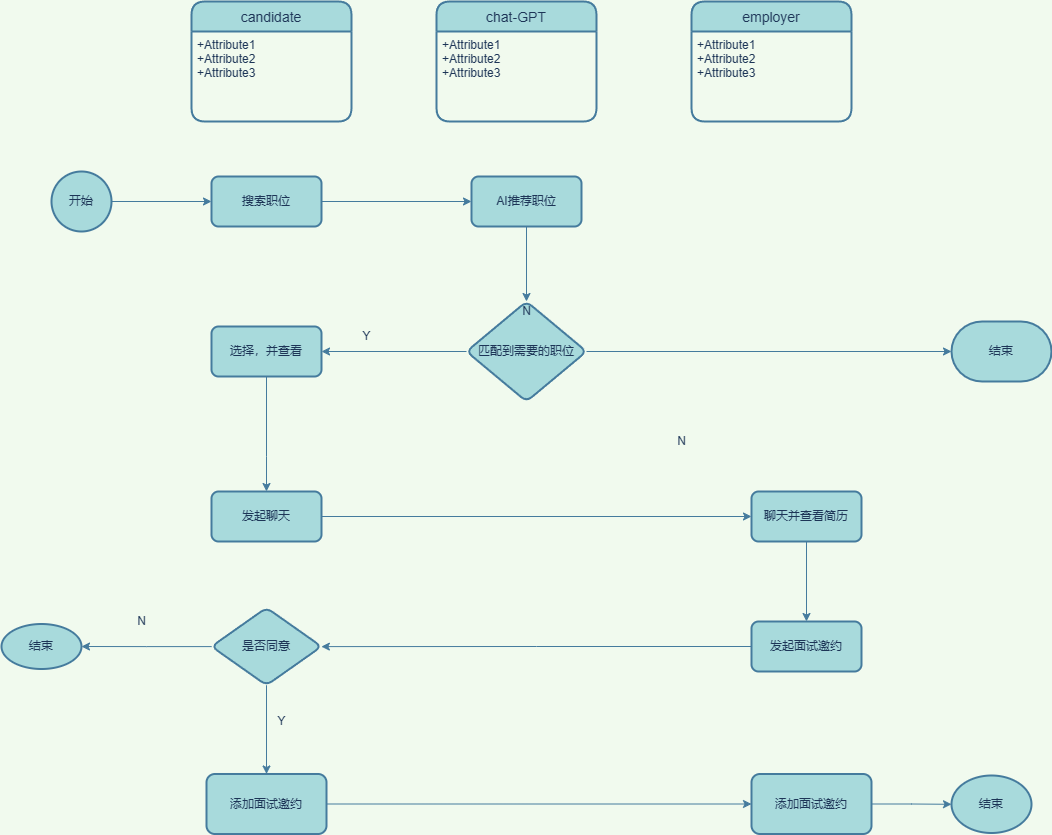 candidate
+Attribute1
+Attribute2
+Attribute3
chat-GPT
+Attribute1
+Attribute2
+Attribute3
employer
+Attribute1
+Attribute2
+Attribute3
开始
搜索职位
AI推荐职位
N
选择，并查看
Y
匹配到需要的职位
结束
N
发起聊天
聊天并查看简历
结束
N
是否同意
发起面试邀约
Y
添加面试邀约
添加面试邀约
结束